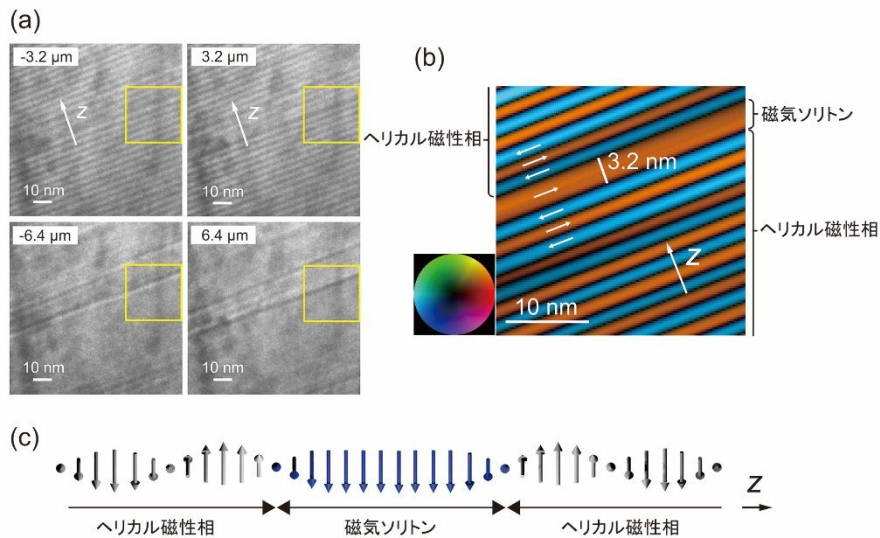 (a)
-3.2 µm
3.2 µm
z
z
10 nm
10 nm
-6.4 µm
6.4 µm
10 nm
10 nm
(b)
ヘリカル磁性相
磁気ソリトン
3.2 nm
ヘリカル磁性相
z
10 nm
(c)
z
ヘリカル磁性相
磁気ソリトン
ヘリカル磁性相